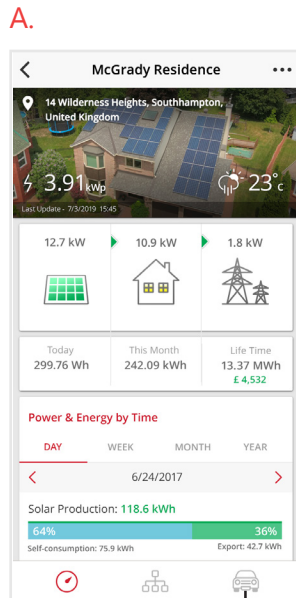 A.
McGrady Residence
14 Wilderness Heights, Southhampton,
United Kingdom
3.91kWp
23°c
Last Update - 7/3/2019 15:45
12.7 kW 10.9 kW 1.8 kW
Today This Month Life Time
299.76 Wh 242.09 kWh 13.37 MWh
£ 4,532
Power & Energy by Time
DAY WEEK MONTH YEAR
6/24/2017
Solar Production: 118.6 kWh
64% 36%
Self-consumption: 75.9 kWh Export: 42.7 kWh